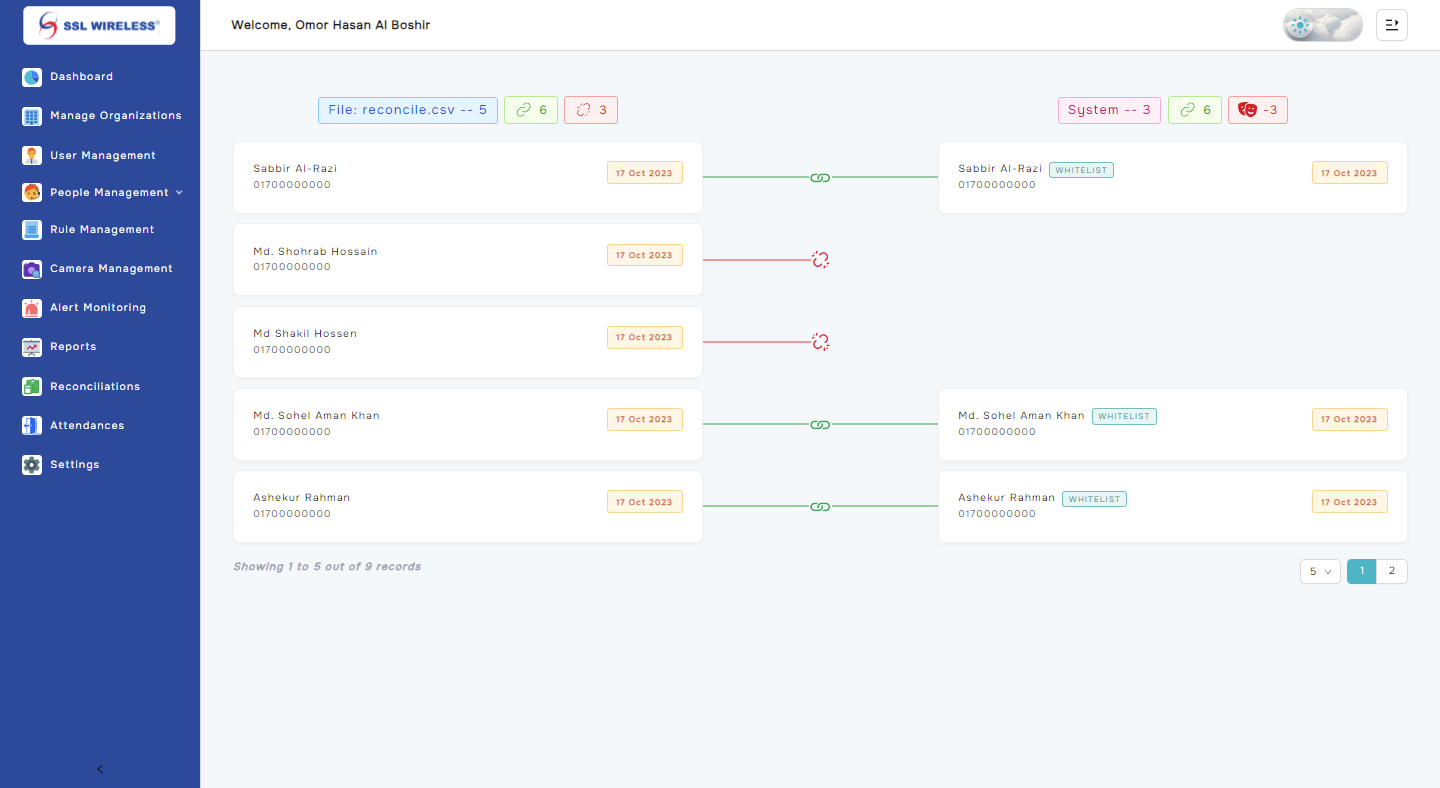 SSL WIRELESS
Welcome, Omor Hasan Al Boshir
Dashboard
Manage Organizations
User Management
People Management
Rule Management
Camera Management
Alert Monitoring
Reports
Reconciliations
Attendances
Settings
File: reconcile.csv -- 5
6
3
System -- 3
6
-3
Sabbir Al-Razi
01700000000
17 Oct 2023
Sabbir Al-Razi WHITELIST
01700000000
17 Oct 2023
Md. Shohrab Hossain
01700000000
17 Oct 2023
Md Shakil Hossen
01700000000
17 Oct 2023
Md. Sohel Aman Khan
01700000000
17 Oct 2023
Md. Sohel Aman Khan WHITELIST
01700000000
17 Oct 2023
Ashekur Rahman
01700000000
17 Oct 2023
Ashekur Rahman WHITELIST
01700000000
17 Oct 2023
Showing 1 to 5 out of 9 records
5
1
2